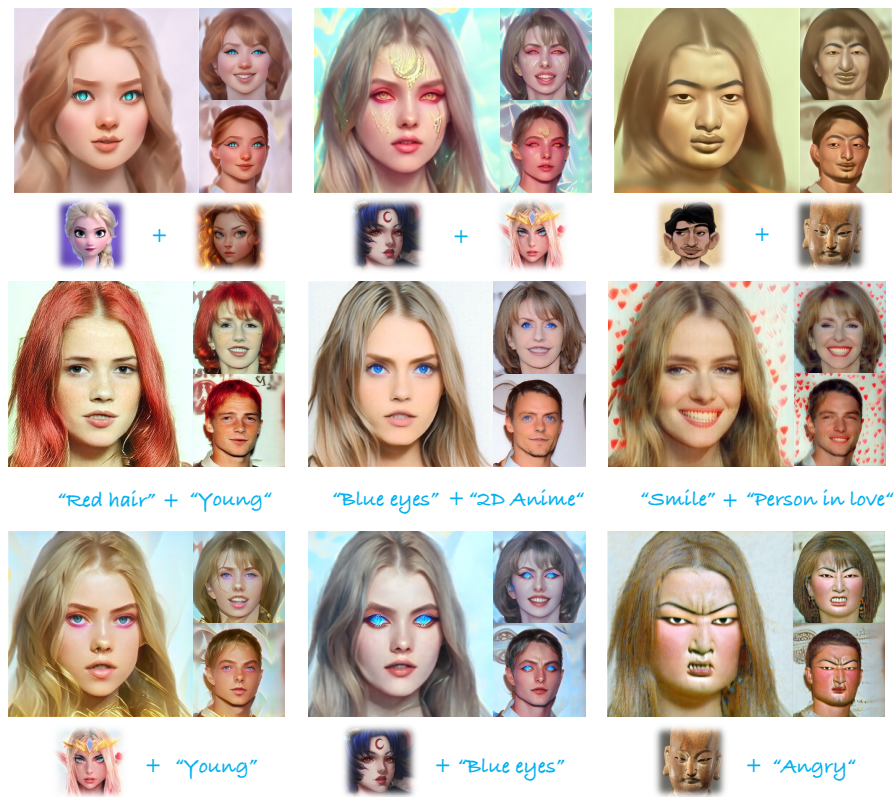 + + +
"Red hair" + "Young" "Blue eyes" + "2D Anime" "Smile" + "Person in love"
+ "Young" + "Blue eyes" + "Angry"